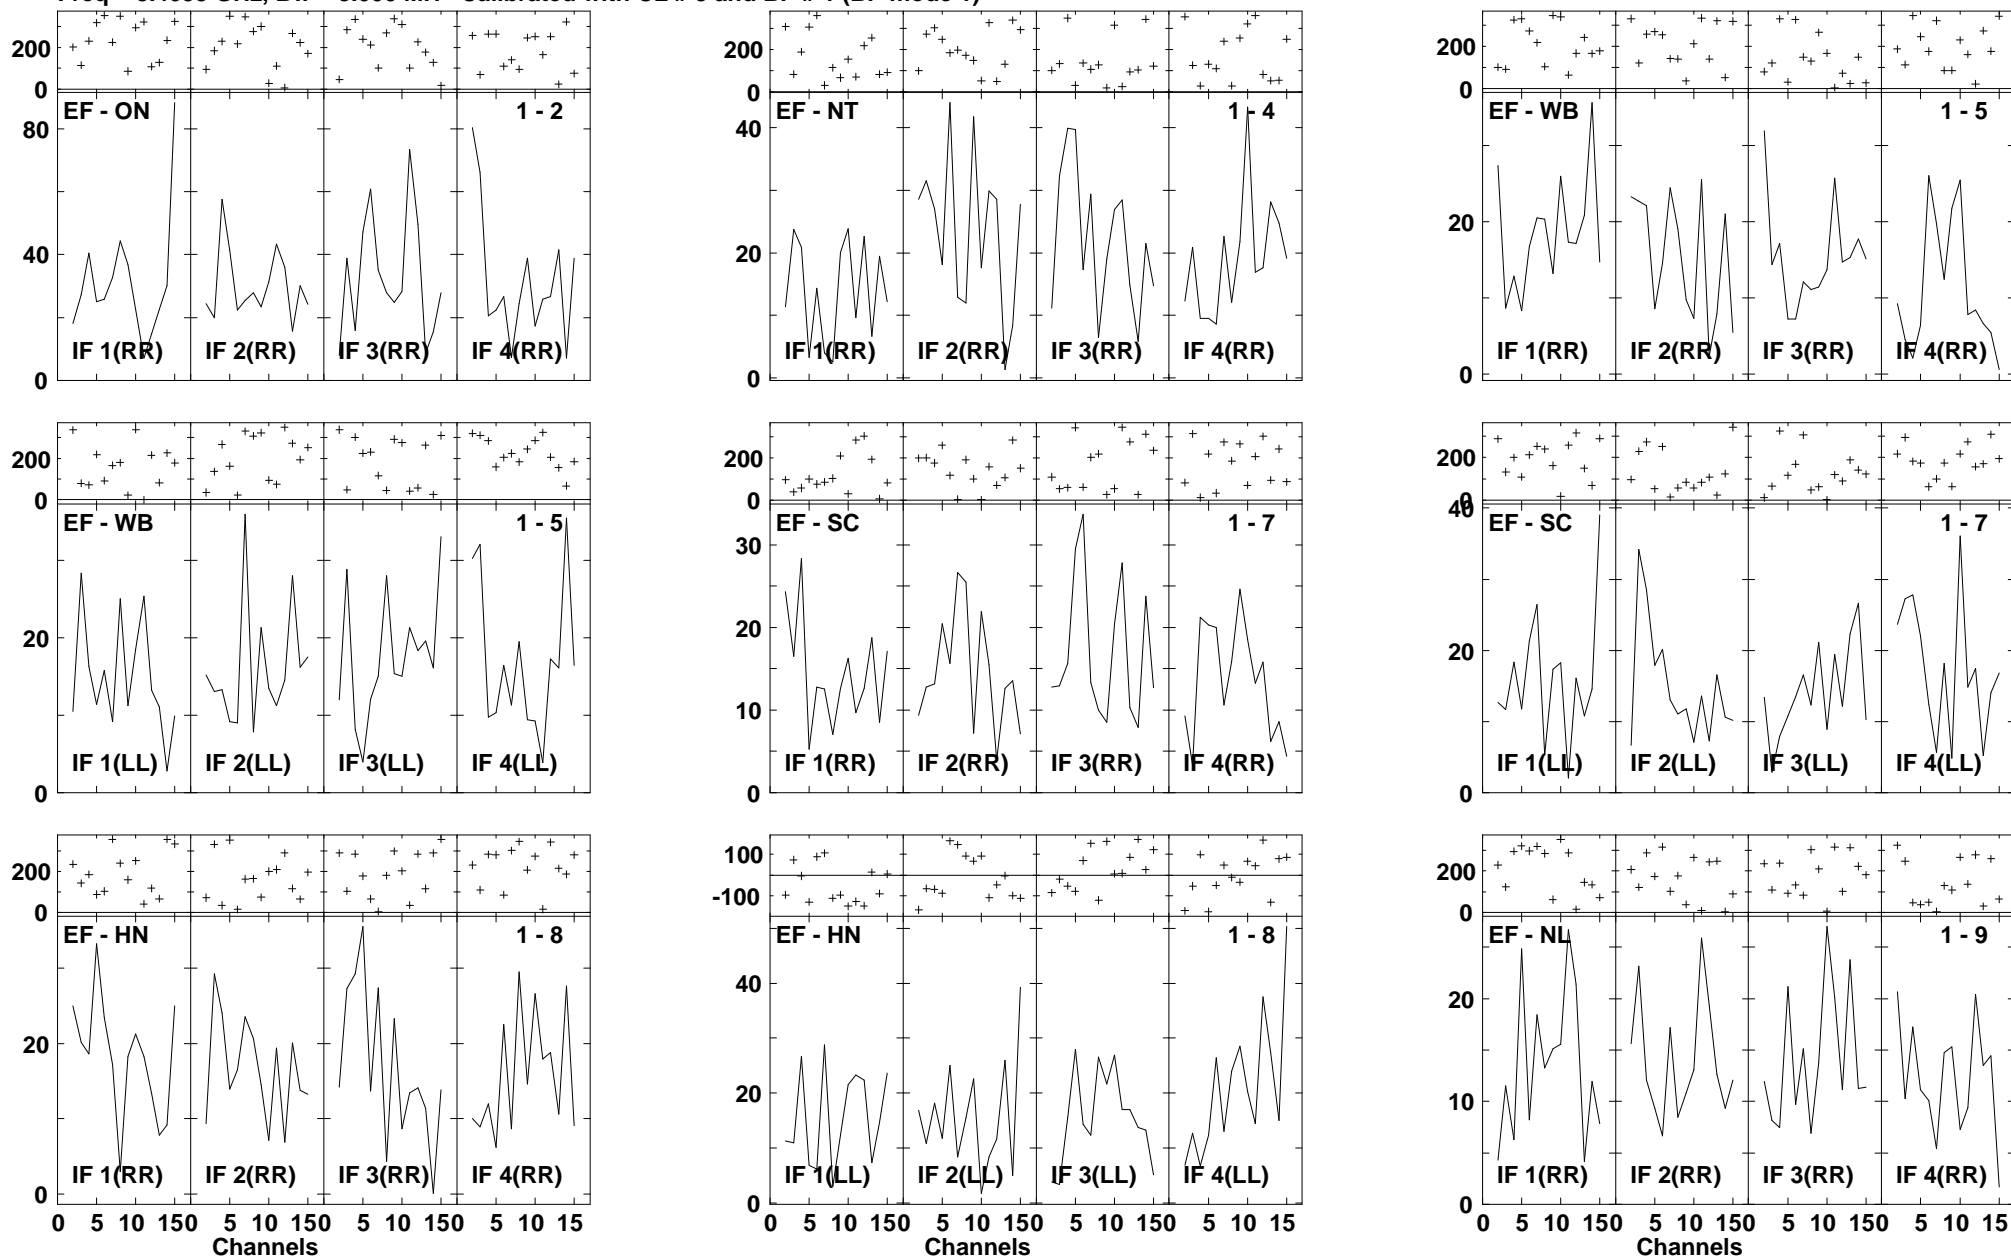 200
0
EF - ON
1 - 2
80
40
0
IF 1(RR)
IF 2(RR)
IF 3(RR)
IF 4(RR)
200
0
EF - NT
1 - 4
40
20
0
IF 1(RR)
IF 2(RR)
IF 3(RR)
IF 4(RR)
200
0
EF - WB
1 - 5
20
0
IF 1(RR)
IF 2(RR)
IF 3(RR)
IF 4(RR)
200
0
EF - WB
1 - 5
20
0
IF 1(LL)
IF 2(LL)
IF 3(LL)
IF 4(LL)
200
0
EF - SC
1 - 7
30
20
10
0
IF 1(RR)
IF 2(RR)
IF 3(RR)
IF 4(RR)
200
0
EF - SC
1 - 7
40
20
0
IF 1(LL)
IF 2(LL)
IF 3(LL)
IF 4(LL)
200
0
EF - HN
1 - 8
20
0
IF 1(RR)
IF 2(RR)
IF 3(RR)
IF 4(RR)
0 5 10 150 5 10 150 5 10 150 5 10 15
Channels
100
-100
EF - HN
1 - 8
40
20
0
IF 1(LL)
IF 2(LL)
IF 3(LL)
IF 4(LL)
0 5 10 150 5 10 150 5 10 150 5 10 15
Channels
200
0
EF - NL
1 - 9
20
10
0
IF 1(RR)
IF 2(RR)
IF 3(RR)
IF 4(RR)
0 5 10 150 5 10 150 5 10 150 5 10 15
Channels